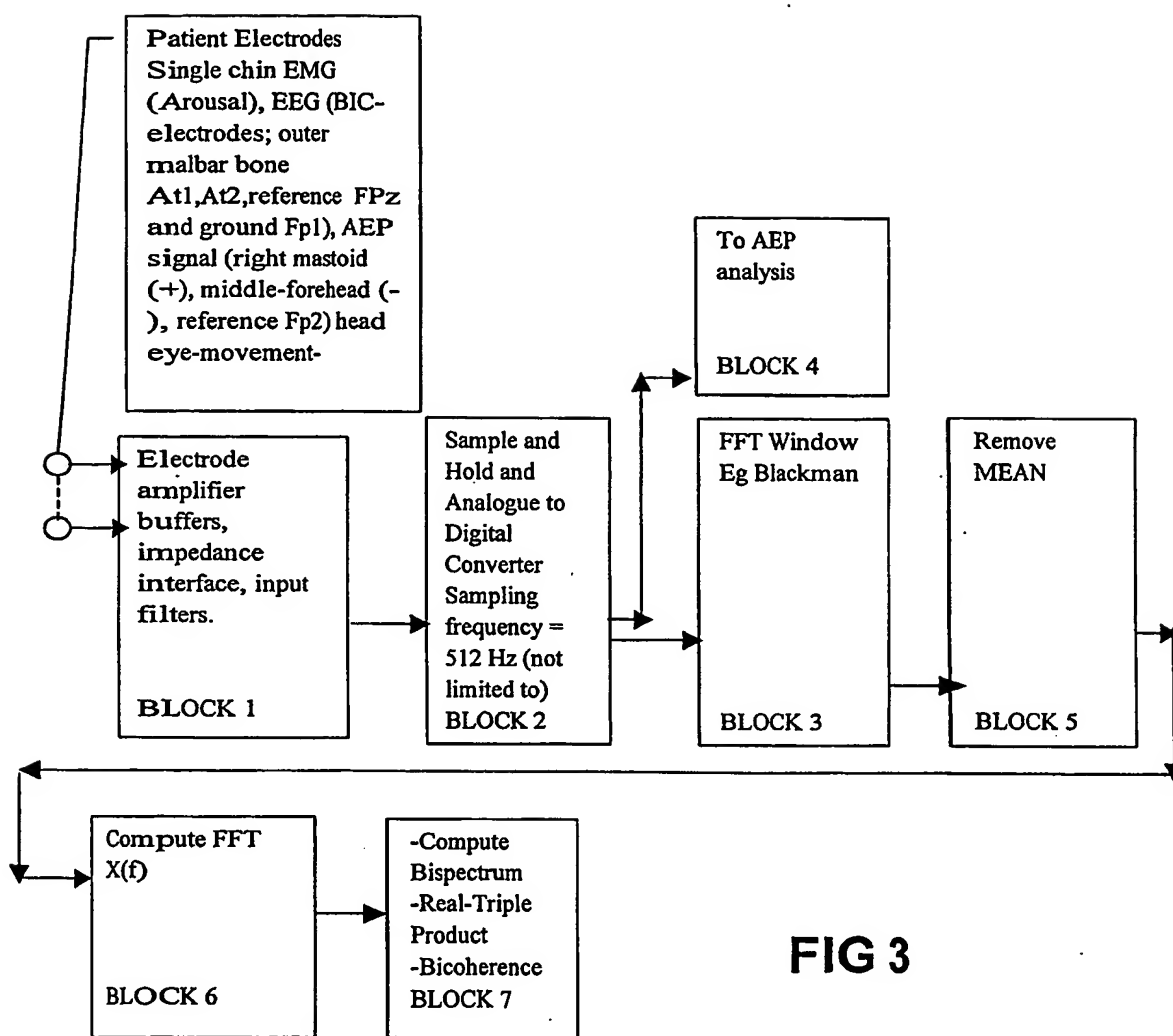 Patient Electrodes
Single chin EMG
(Arousal), EEG (BIC-
electrodes; outer
malbar bone
At1,At2,reference FPz
and ground Fp1), AEP
signal (right mastoid
(+), middle-forehead (-
), reference Fp2) head
eye-movement-
To AEP
analysis
BLOCK 4
Electrode
amplifier
buffers,
impedance
interface, input
filters.
BLOCK 1
Sample and
Hold and
Analogue to
Digital
Converter
Sampling
frequency =
512 Hz (not
limited to)
BLOCK 2
FFT Window
Eg Blackman
BLOCK 3
Remove
MEAN
BLOCK 5
Compute FFT
X(f)
BLOCK 6
-Compute
Bispectrum
-Real-Triple
Product
-Bicoherence
BLOCK 7
FIG 3